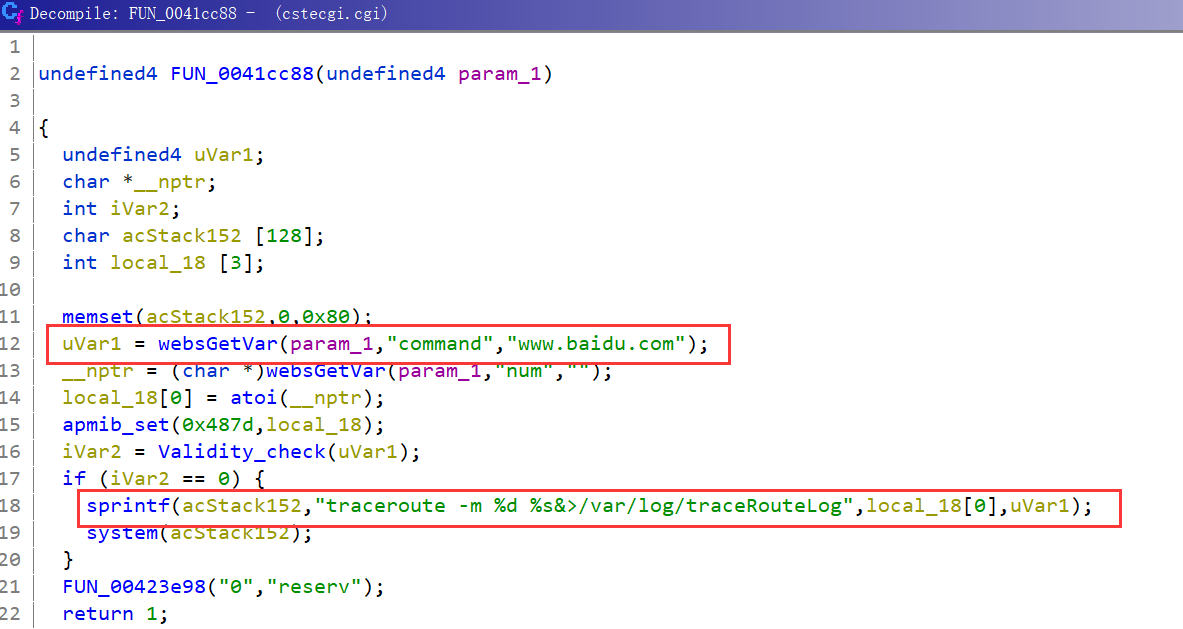 Decompile: FUN_0041cc88 - (cstecgi.cgi)
1
2 undefined4 FUN_0041cc88(undefined4 param_1)
3
4 {
5 undefined4 uVar1;
6 char *__nptr;
7 int iVar2;
8 char acStack152 [128];
9 int local_18 [3];
10
11 memset(acStack152,0,0x80);
12 uVar1 = websGetVar(param_1,"command","www.baidu.com");
13 __nptr = (char *)websGetVar(param_1,"num","");
14 local_18[0] = atoi(__nptr);
15 apmib_set(0x487d,local_18);
16 iVar2 = Validity_check(uVar1);
17 if (iVar2 == 0) {
18 sprintf(acStack152,"traceroute -m %d %s&>/var/log/traceRouteLog",local_18[0],uVar1);
19 system(acStack152);
20 }
21 FUN_00423e98("0","reserv");
22 return 1;